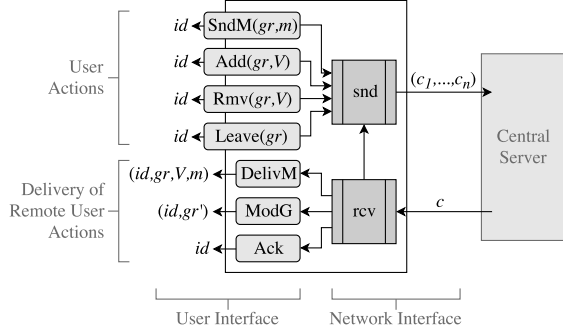 id SndM(gr,m)
id Add(gr,V)
User
Actions
id Rmv(gr,V)
id Leave(gr)
snd
(c1,...,cn)
Central
Server
(id,gr,V,m) DelivM
Delivery of
Remote User
Actions
(id,gr') ModG
id Ack
rcv
c
User Interface
Network Interface